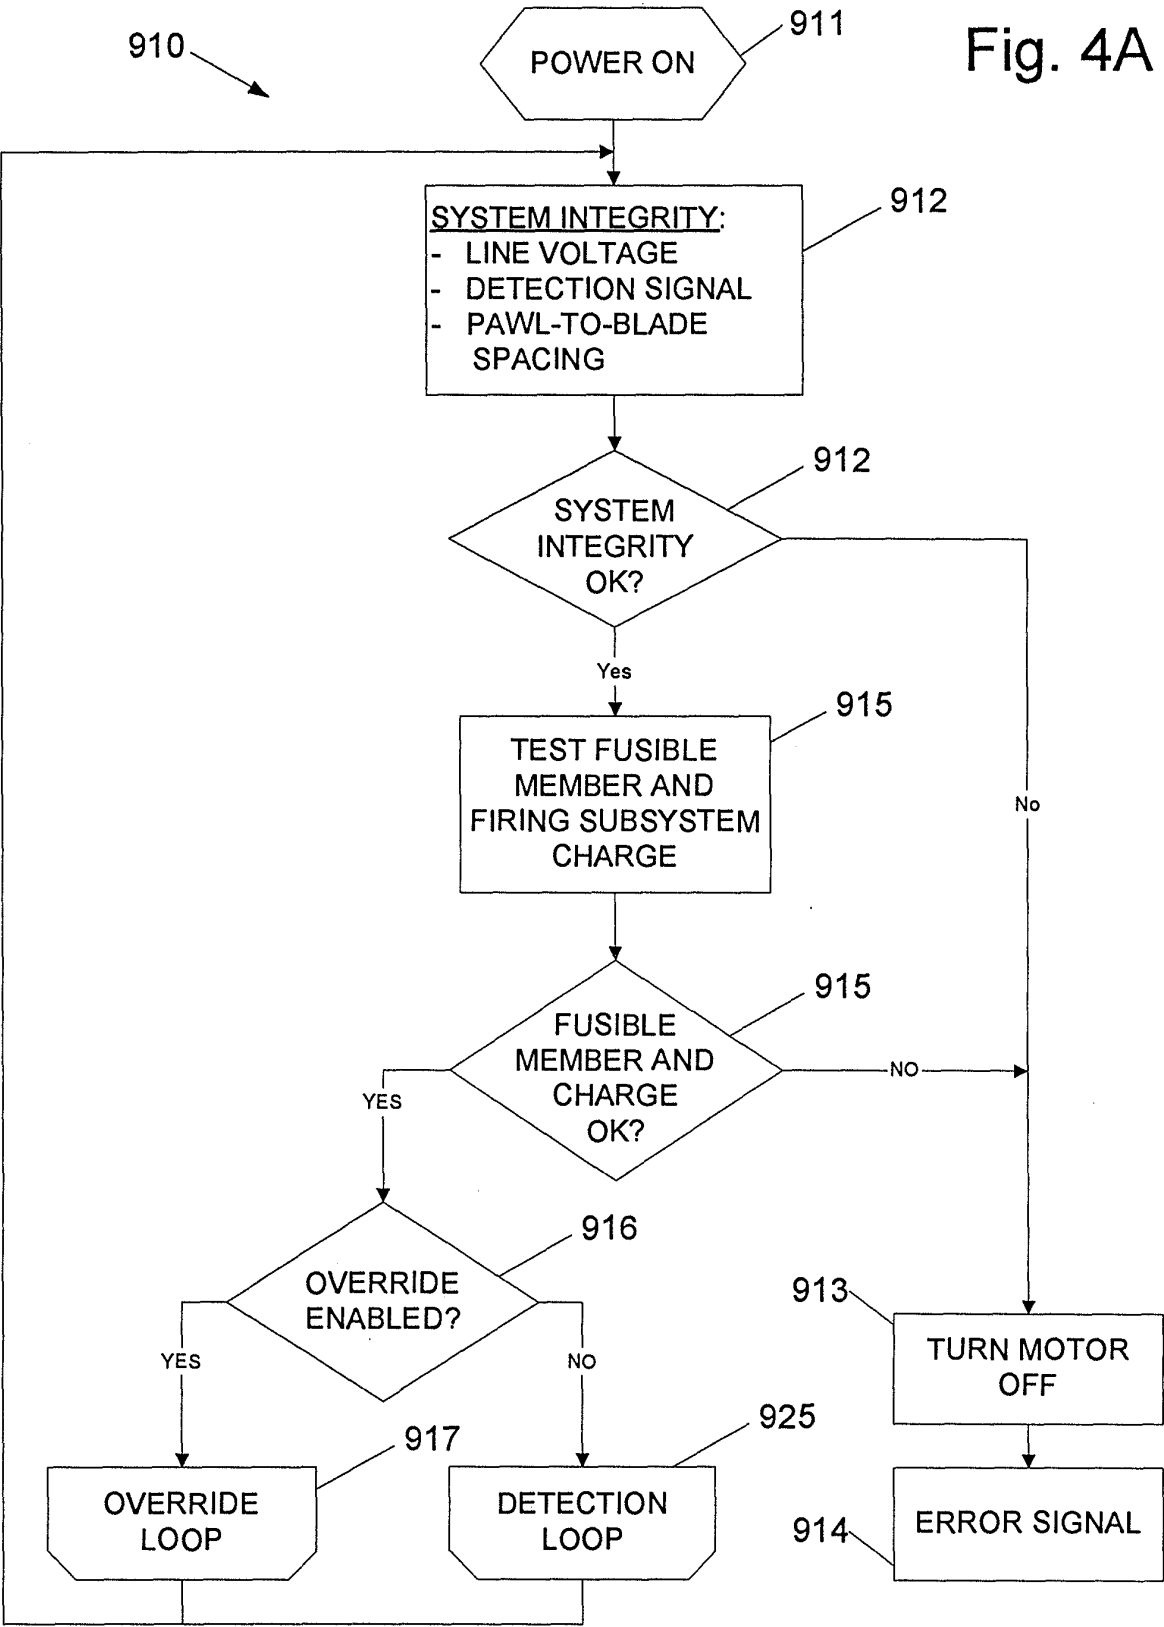 Fig. 4A
910
911
POWER ON
912
SYSTEM INTEGRITY:
- LINE VOLTAGE
- DETECTION SIGNAL
- PAWL-TO-BLADE
SPACING
912
SYSTEM
INTEGRITY
OK?
Yes
No
915
TEST FUSIBLE
MEMBER AND
FIRING SUBSYSTEM
CHARGE
915
FUSIBLE
MEMBER AND
CHARGE
OK?
YES
NO
916
OVERRIDE
ENABLED?
YES
NO
913
TURN MOTOR
OFF
917
OVERRIDE
LOOP
925
DETECTION
LOOP
914
ERROR SIGNAL